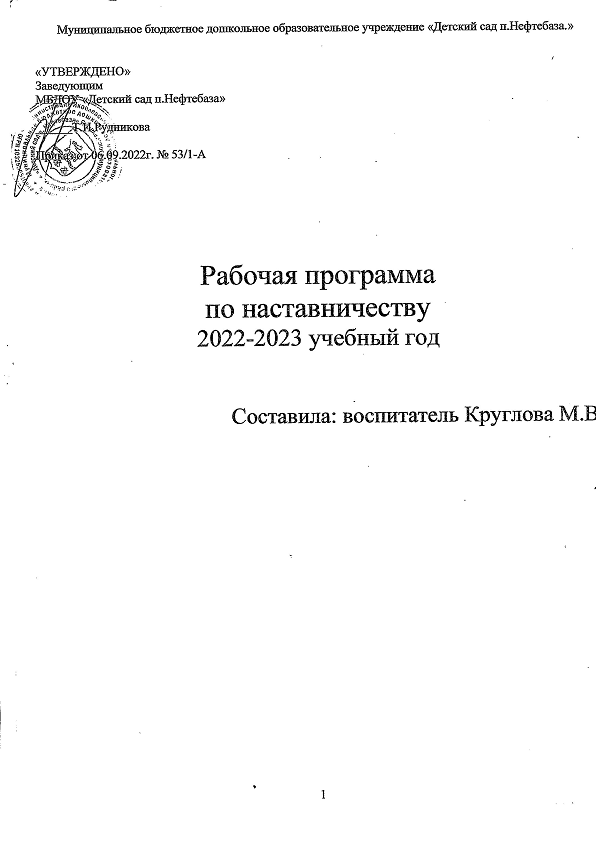 Муниципальное бюджетное дошкольное образовательное учреждение «Детский сад п.Нефтебаза.»
«УТВЕРЖДЕНО»
Заведующим
МБДОУ «Детский сад п.Нефтебаза»
Т.И.Рудникова
Приказ от 06.09.2022г. № 53/1-А
Рабочая программа
по наставничеству
2022-2023 учебный год
Составила: воспитатель Круглова М.В
1